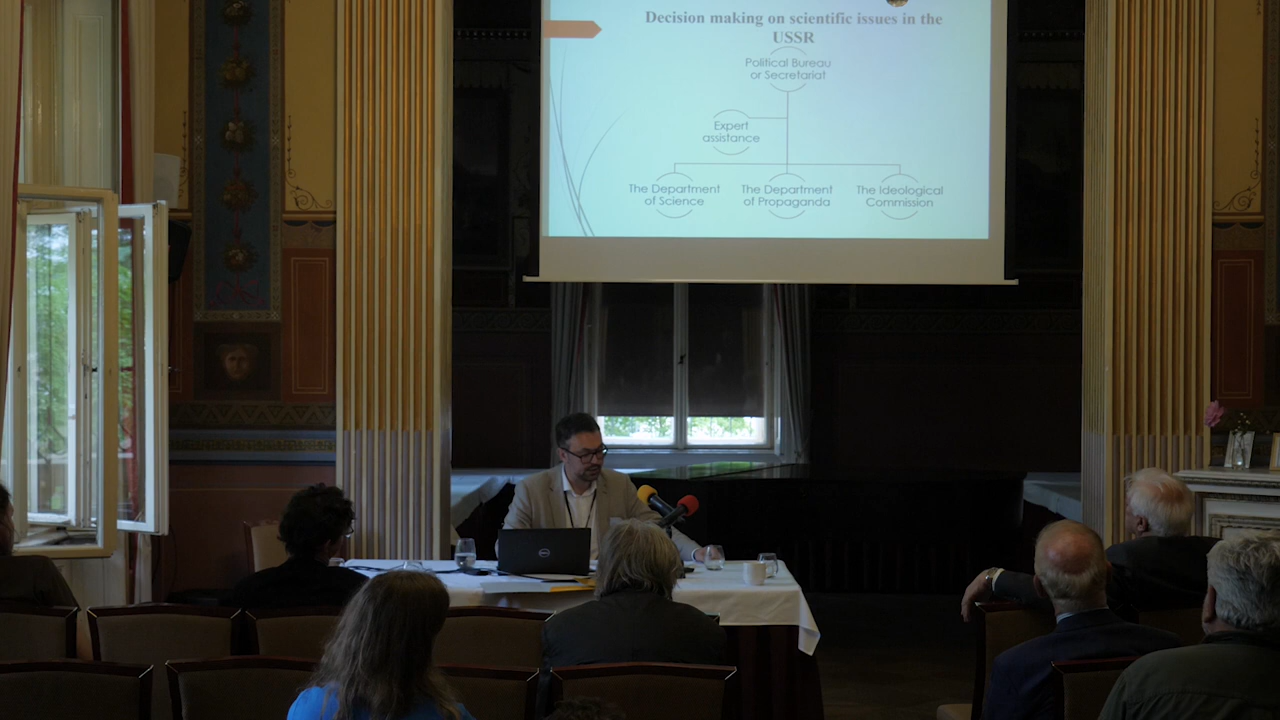 Decision making on scientific issues in the
USSR
Political Bureau
or Secretariat
Expert
assistance
The Department
of Science
The Department
of Propaganda
The Ideological
Commission
DELL